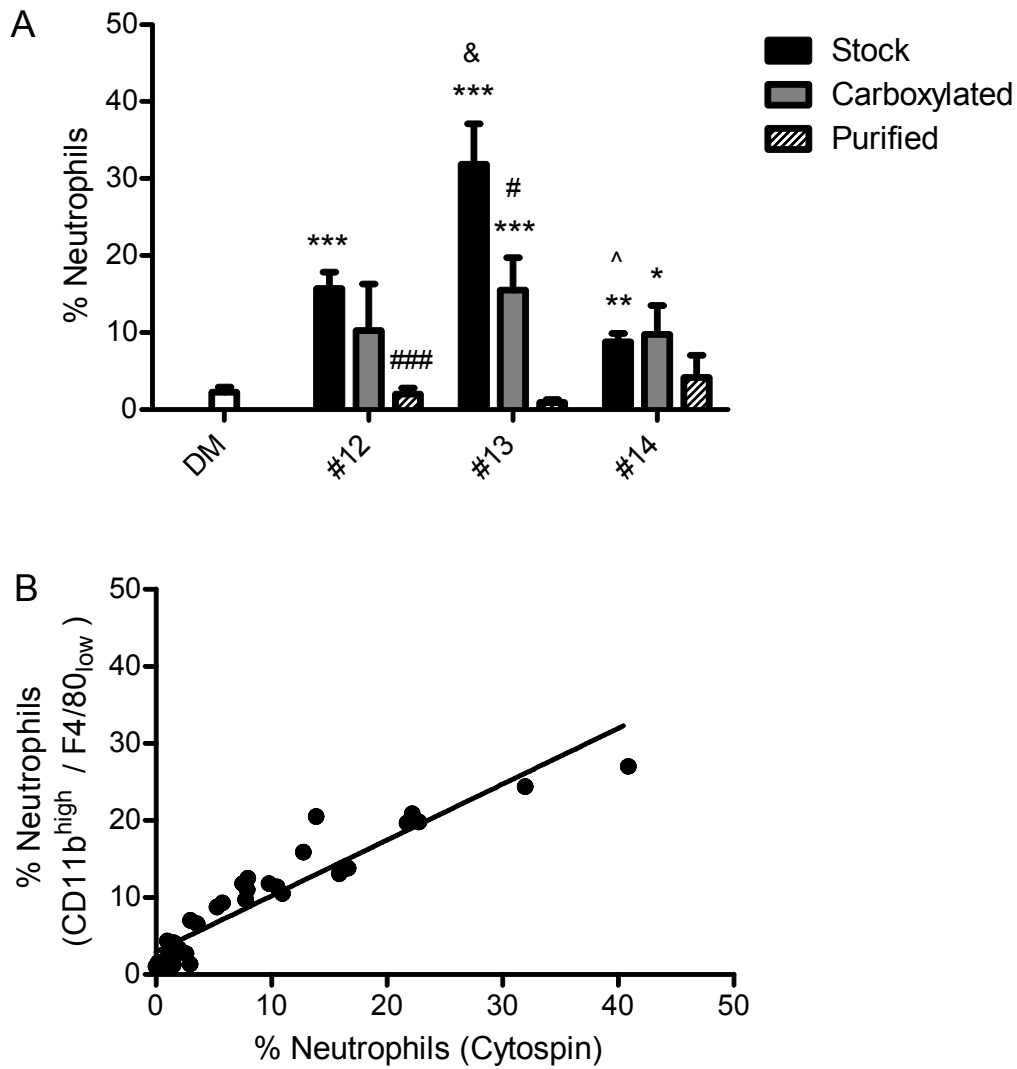 A
50
40
30
20
10
0
% Neutrophils
&
***
#
***
***
^
**
*
###
DM
#12
#13
#14
Stock
Carboxylated
Purified
B
50
40
30
20
10
0
% Neutrophils
(CD11b^high / F4/80_low)
0 10 20 30 40 50
% Neutrophils (Cytospin)